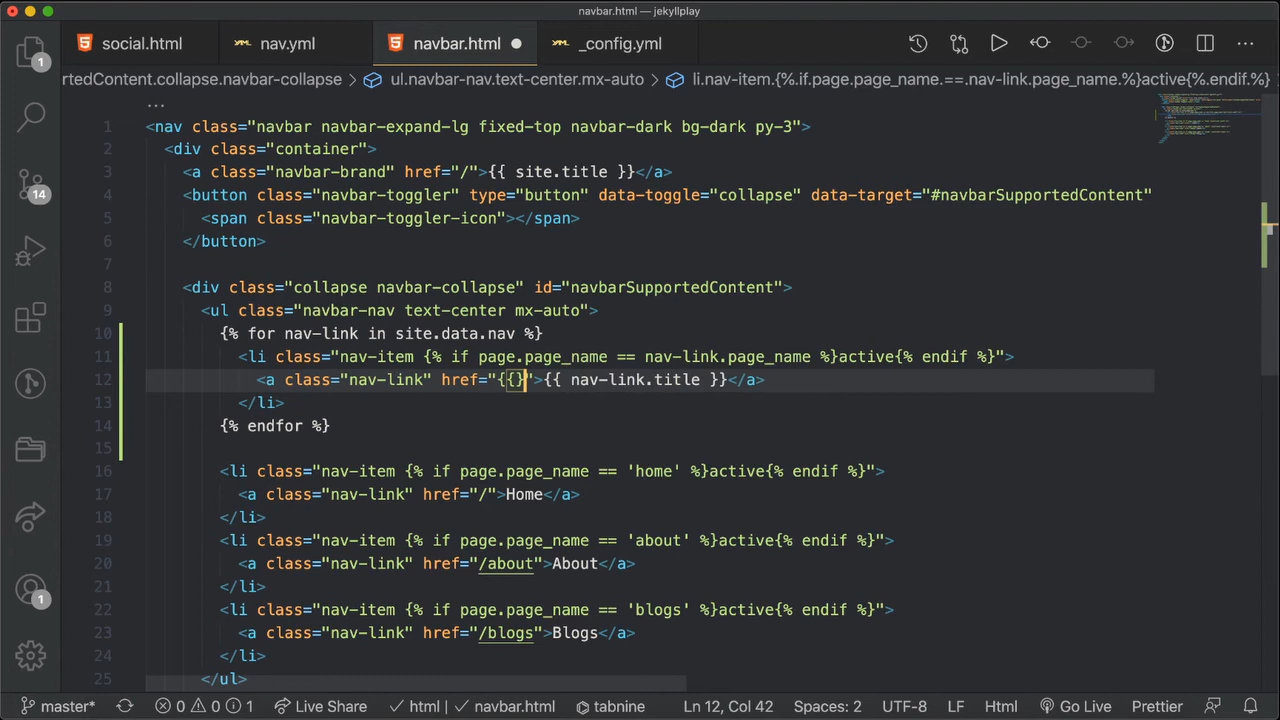 navbar.html — jekyllplay
social.html nav.yml navbar.html _config.yml
ortedContent.collapse.navbar-collapse ul.navbar-nav.text-center.mx-auto li.nav-item.{%.if.page.page_name.==.nav-link.page_name.%}active{%.endif.%}
1 <nav class="navbar navbar-expand-lg fixed-top navbar-dark bg-dark py-3">
2 <div class="container">
3 <a class="navbar-brand" href="/">{{ site.title }}</a>
4 <button class="navbar-toggler" type="button" data-toggle="collapse" data-target="#navbarSupportedContent"
5 <span class="navbar-toggler-icon"></span>
6 </button>
7
8 <div class="collapse navbar-collapse" id="navbarSupportedContent">
9 <ul class="navbar-nav text-center mx-auto">
10 {% for nav-link in site.data.nav %}
11 <li class="nav-item {% if page.page_name == nav-link.page_name %}active{% endif %}">
12 <a class="nav-link" href="{{}">{{ nav-link.title }}</a>
13 </li>
14 {% endfor %}
15
16 <li class="nav-item {% if page.page_name == 'home' %}active{% endif %}">
17 <a class="nav-link" href="/">Home</a>
18 </li>
19 <li class="nav-item {% if page.page_name == 'about' %}active{% endif %}">
20 <a class="nav-link" href="/about">About</a>
21 </li>
22 <li class="nav-item {% if page.page_name == 'blogs' %}active{% endif %}">
23 <a class="nav-link" href="/blogs">Blogs</a>
24 </li>
25 </ul>
1
14
1
master* 0 0 1 Live Share html navbar.html tabnine Ln 12, Col 42 Spaces: 2 UTF-8 LF Html Go Live Prettier